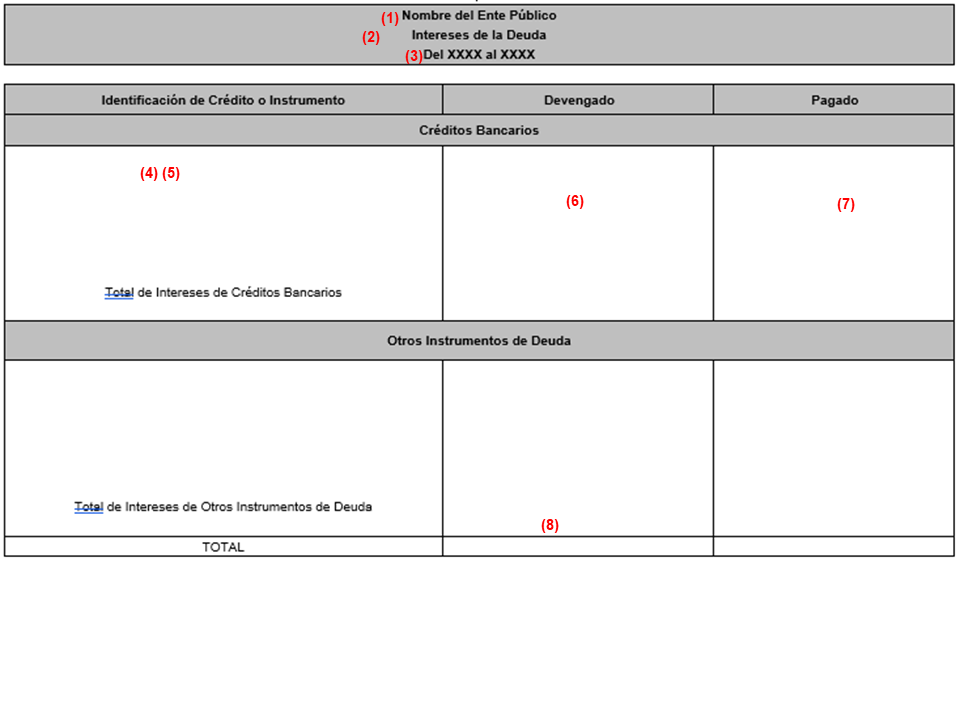 (1) Nombre del Ente Público
(2) Intereses de la Deuda
(3) Del XXXX al XXXX
Identificación de Crédito o Instrumento Devengado Pagado
Créditos Bancarios
(4) (5)
(6) (7)
Total de Intereses de Créditos Bancarios
Otros Instrumentos de Deuda
Total de Intereses de Otros Instrumentos de Deuda
(8)
TOTAL